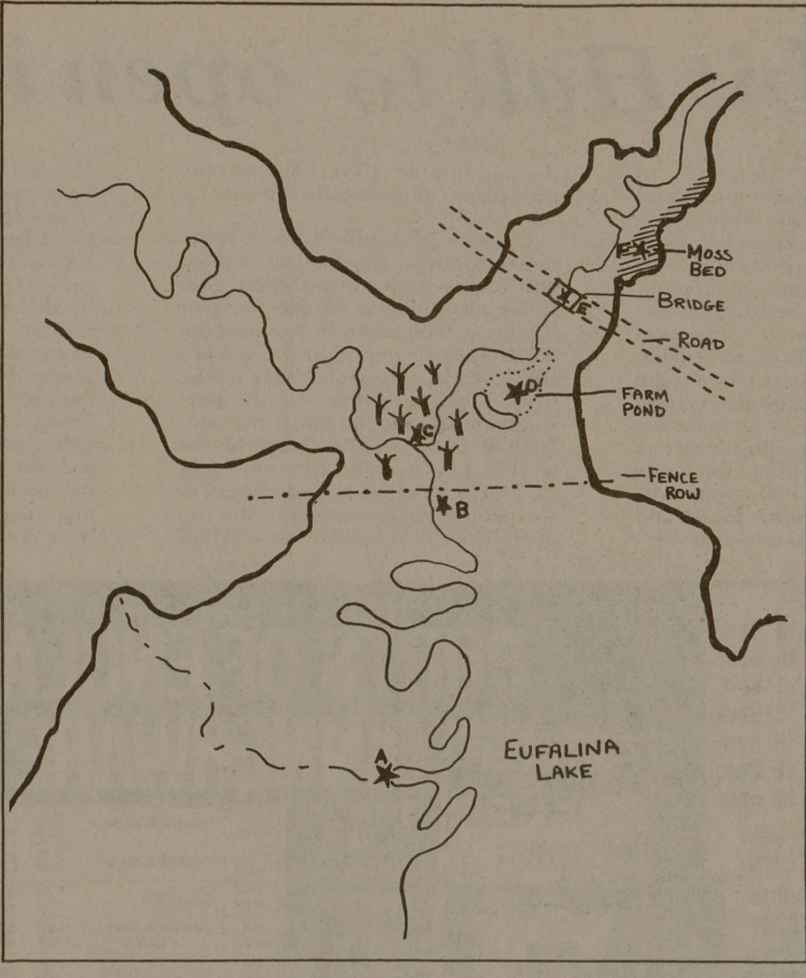 F
MOSS
BED
BRIDGE
E
ROAD
D
FARM
POND
C
FENCE
ROW
B
A
EUFALINA
LAKE